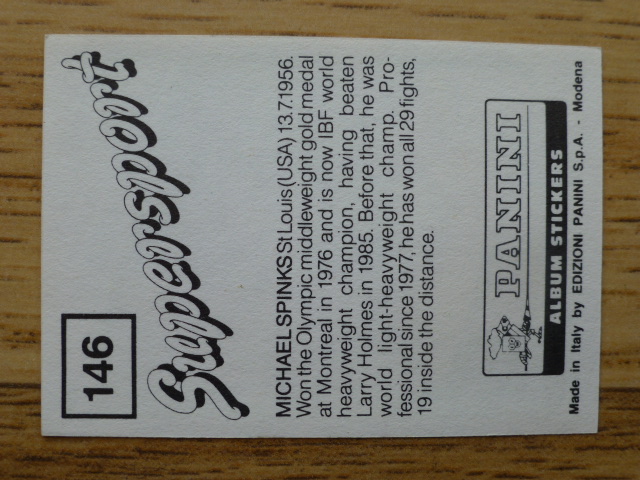 146
Supersport
MICHAEL SPINKS St Louis (USA) 13.7.1956.
Won the Olympic middleweight gold medal
at Montreal in 1976 and is now IBF world
heavyweight champion, having beaten
Larry Holmes in 1985. Before that, he was
world light-heavyweight champ. Pro-
fessional since 1977, he has won all 29 fights,
19 inside the distance.
PANINI
ALBUM STICKERS
Made in Italy by EDIZIONI PANINI S.p.A. - Modena